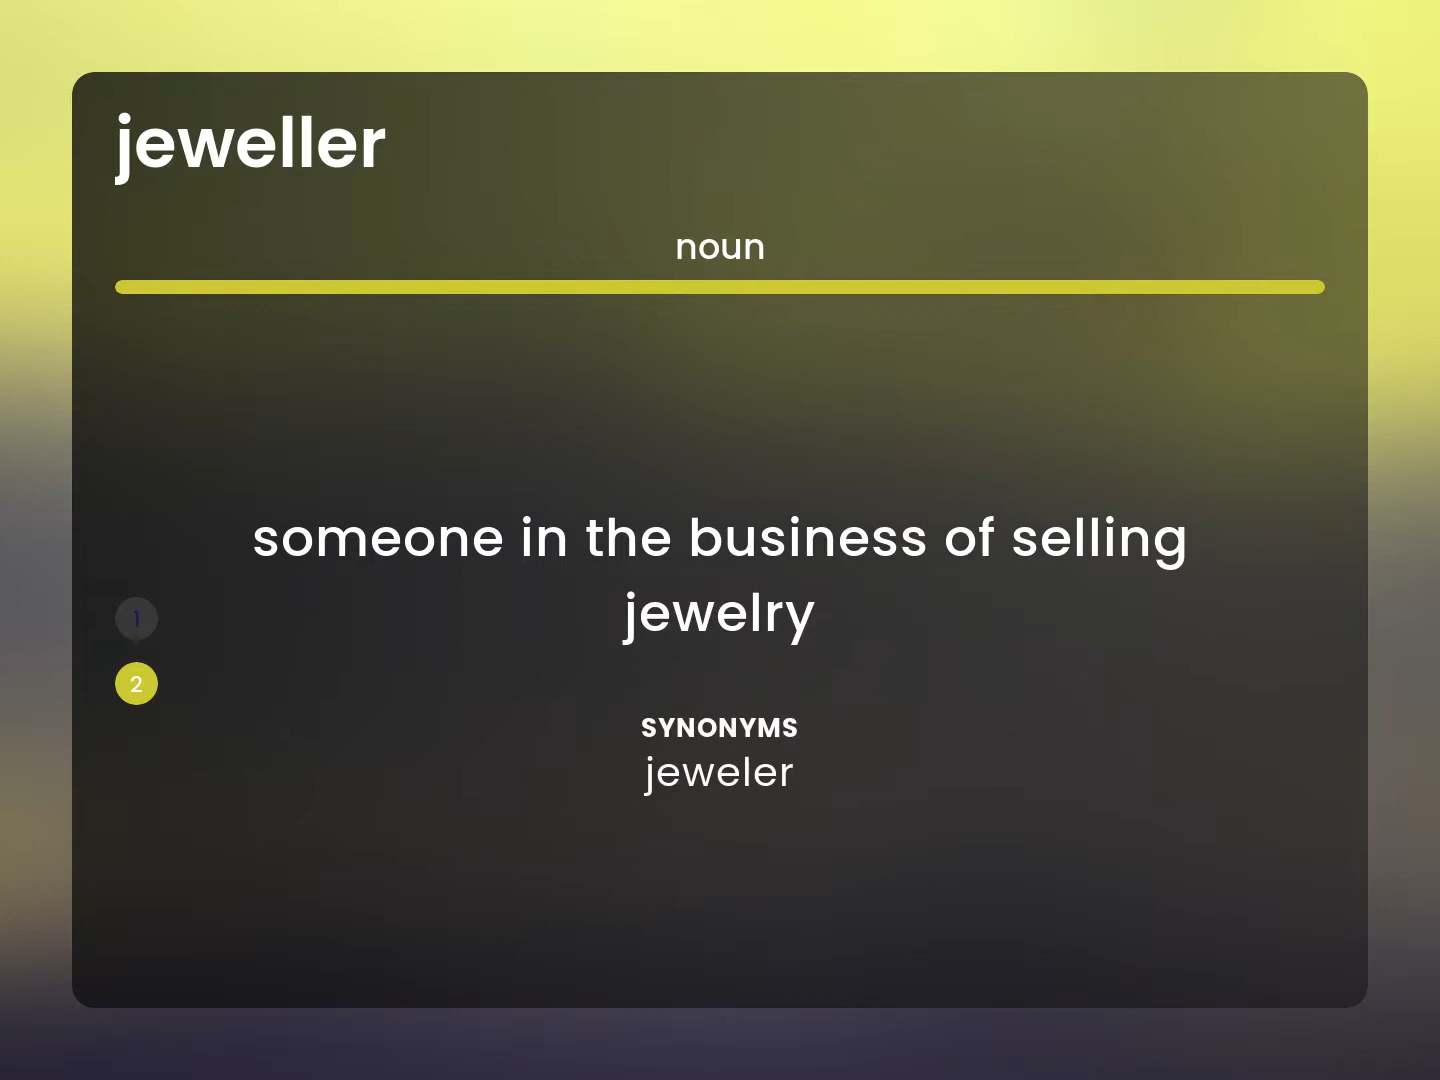 jeweller
noun
someone in the business of selling
jewelry
1
2
SYNONYMS
jeweler